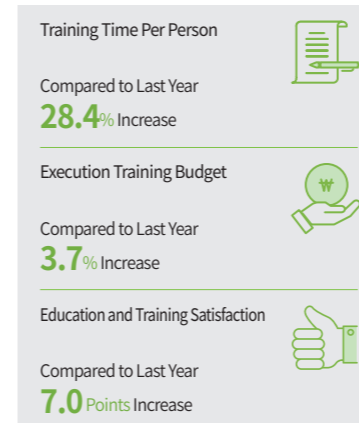 Training Time Per Person
Compared to Last Year
28.4% Increase
Execution Training Budget
₩
Compared to Last Year
3.7% Increase
Education and Training Satisfaction
Compared to Last Year
7.0 Points Increase